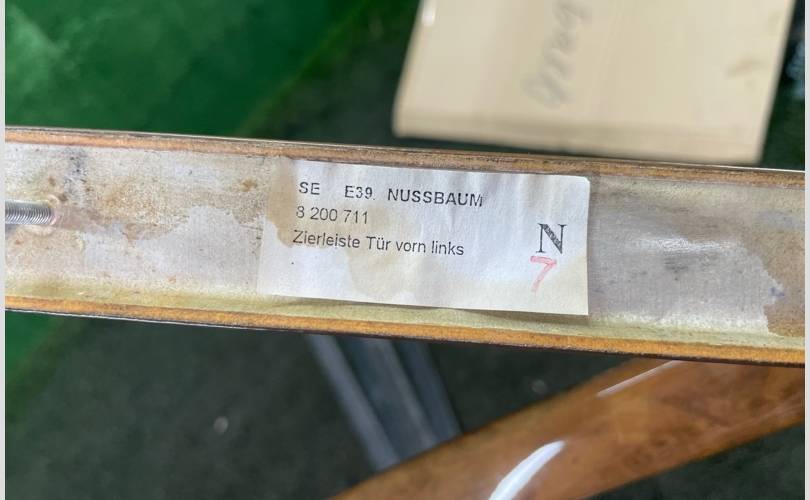 SE E39. NUSSBAUM
8 200 711
Zierleiste Tür vorn links
N
7